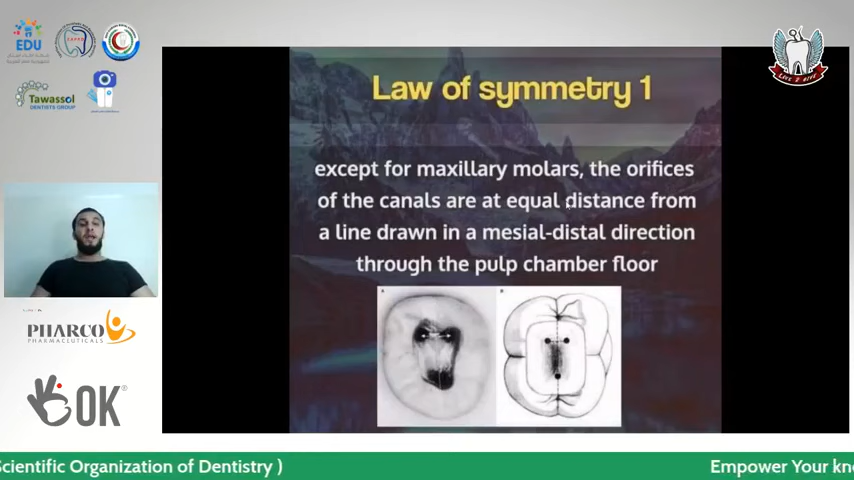 EDU
Tawassol
DENTISTS GROUP
PHARCO
PHARMACEUTICALS
OK®
Law of symmetry 1
except for maxillary molars, the orifices
of the canals are at equal distance from
a line drawn in a mesial-distal direction
through the pulp chamber floor
A
B
Scientific Organization of Dentistry )
Empower Your kno